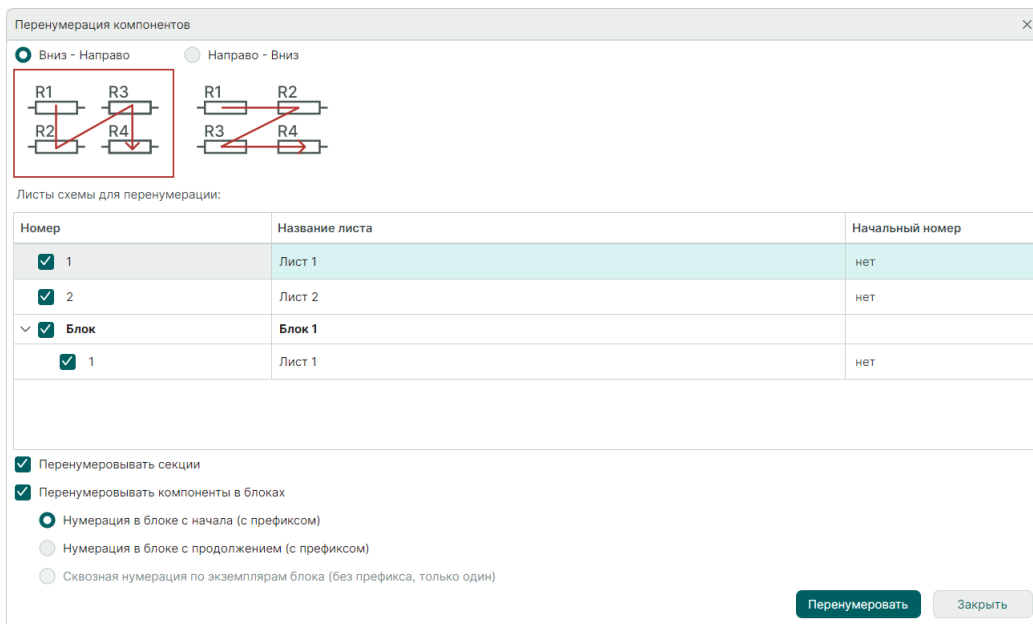 Перенумерация компонентов
Вниз - Направо
Направо - Вниз
R1 R3
R2 R4
R1 R2
R3 R4
Листы схемы для перенумерации:
Номер Название листа Начальный номер
1 Лист 1 нет
2 Лист 2 нет
Блок Блок 1
1 Лист 1 нет
Перенумеровывать секции
Перенумеровывать компоненты в блоках
Нумерация в блоке с начала (с префиксом)
Нумерация в блоке с продолжением (с префиксом)
Сквозная нумерация по экземплярам блока (без префикса, только один)
Перенумеровать Закрыть